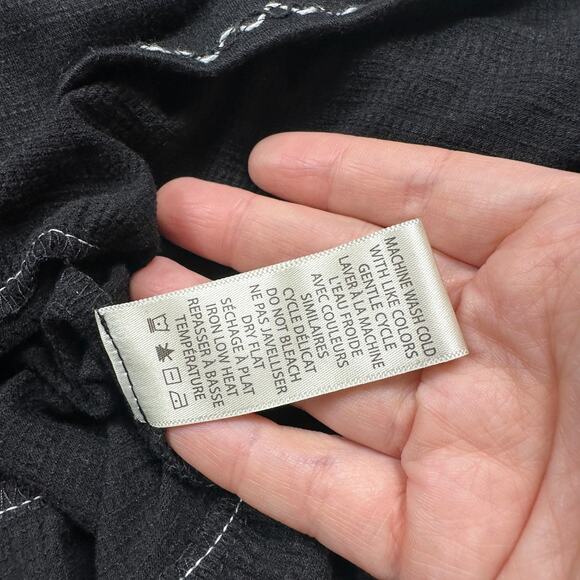 MACHINE WASH COLD
WITH LIKE COLORS
GENTLE CYCLE
LAVER À LA MACHINE
L'EAU FROIDE
AVEC COULEURS
SIMILAIRES
CYCLE DÉLICAT
DO NOT BLEACH
NE PAS JAVELLISER
DRY FLAT
SECHAGE À PLAT
IRON LOW HEAT
REPASSER À BASSE
TEMPÉRATURE